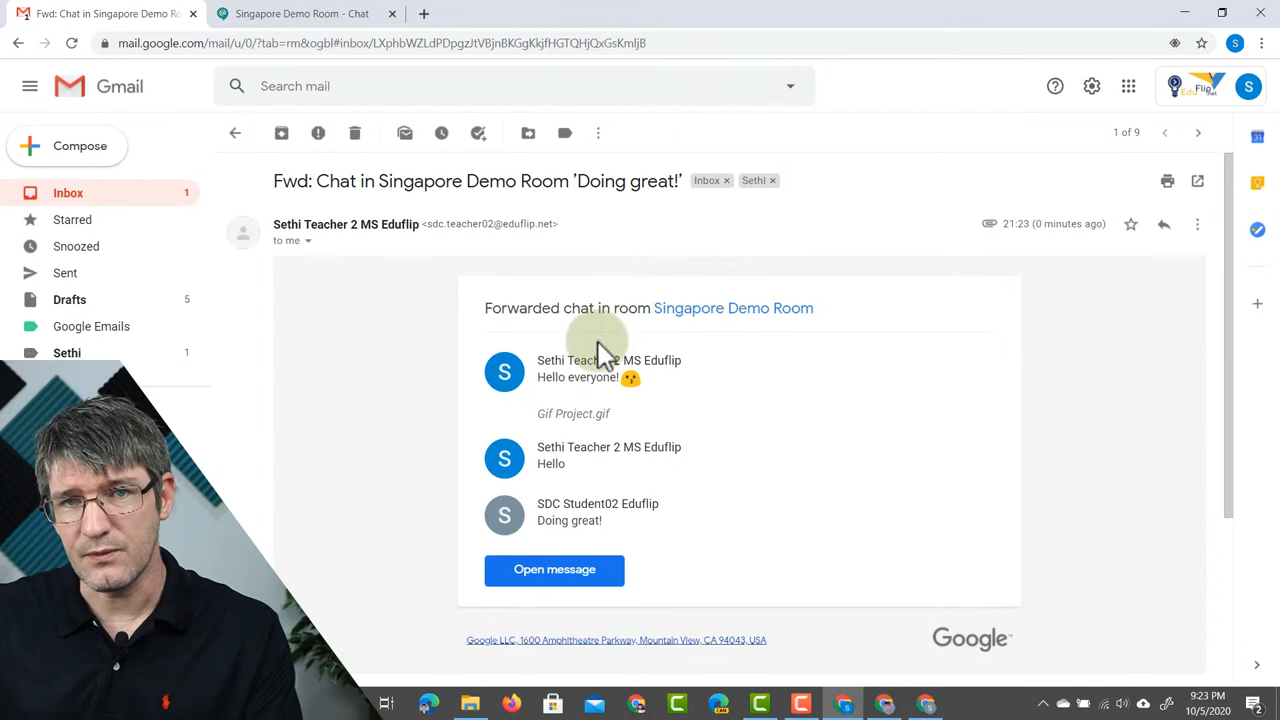 Fwd: Chat in Singapore Demo Ro
Singapore Demo Room - Chat
mail.google.com/mail/u/0/?tab=rm&ogbl#inbox/LXphbWZLdPDpgzJtVBjnBKGgKkjfHGTQHjQxGsKmljB
S
Gmail
Search mail
Edu Flip.net
S
Compose
1 of 9
31
Inbox 1
Starred
Snoozed
Sent
Drafts 5
Google Emails
Sethi 1
Fwd: Chat in Singapore Demo Room 'Doing great!' Inbox Sethi
Sethi Teacher 2 MS Eduflip <sdc.teacher02@eduflip.net> 21:23 (0 minutes ago)
to me
Forwarded chat in room Singapore Demo Room
S
Sethi Teacher 2 MS Eduflip
Hello everyone!
Gif Project.gif
S
Sethi Teacher 2 MS Eduflip
Hello
S
SDC Student02 Eduflip
Doing great!
Open message
Google LLC, 1600 Amphitheatre Parkway, Mountain View, CA 94043, USA
Google
9:23 PM
10/5/2020
2